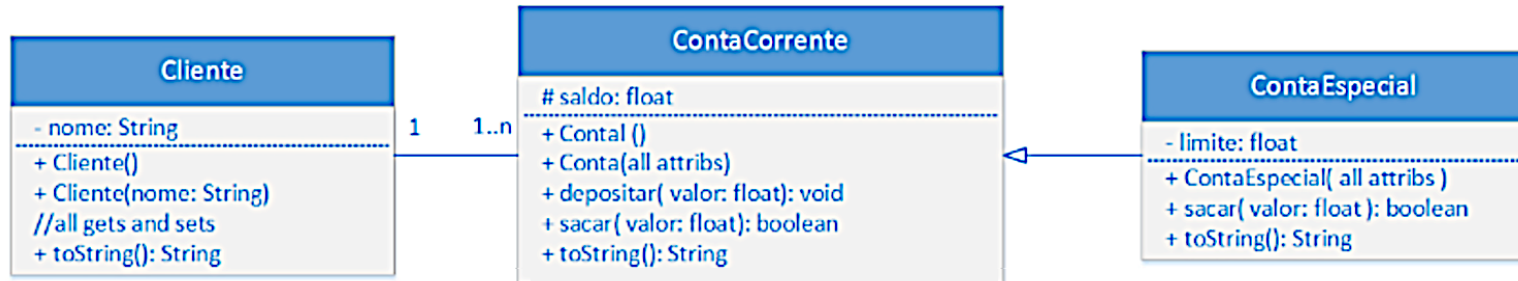 Cliente
- nome: String
+ Cliente()
+ Cliente(nome: String)
//all gets and sets
+ toString(): String
1
1..n
ContaCorrente
# saldo: float
+ Contal ()
+ Conta(all attribs)
+ depositar( valor: float): void
+ sacar( valor: float): boolean
+ toString(): String
ContaEspecial
- limite: float
+ ContaEspecial( all attribs )
+ sacar( valor: float ): boolean
+ toString(): String